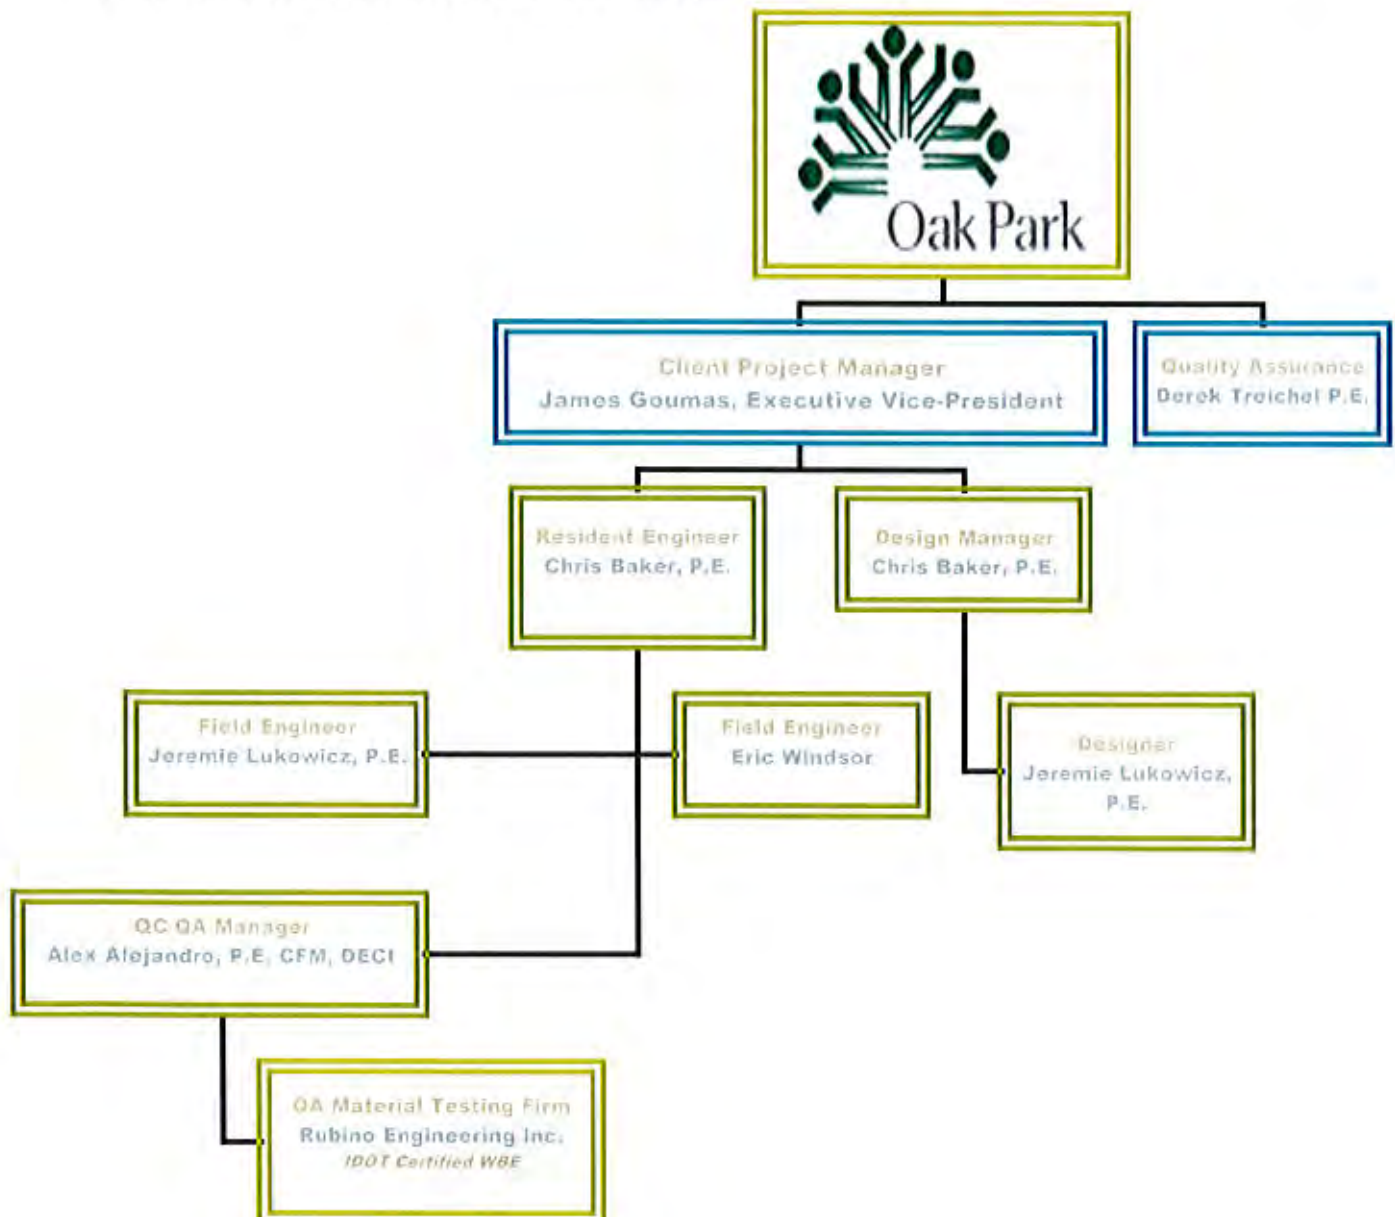 Oak Park
Client Project Manager
James Goumas, Executive Vice-President
Quality Assurance
Derek Treichel P.E.
Resident Engineer
Chris Baker, P.E.
Design Manager
Chris Baker, P.E.
Field Engineer
Jeremie Lukowicz, P.E.
Field Engineer
Eric Windsor
Designer
Jeremie Lukowicz,
P.E.
QC QA Manager
Alex Alejandro, P.E, CFM, DECI
QA Material Testing Firm
Rubino Engineering Inc.
IDOT Certified WBE